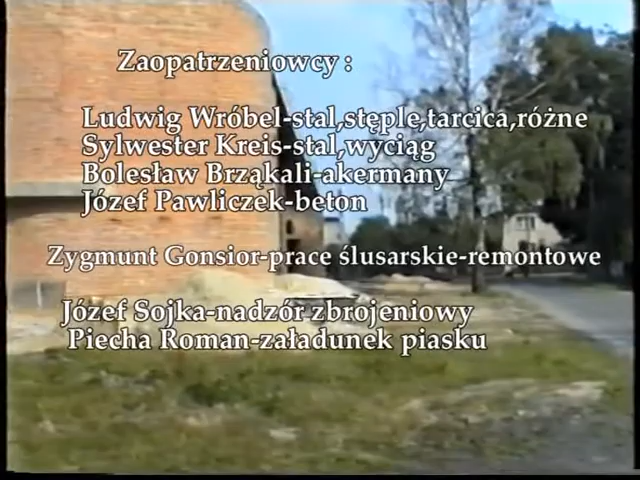 Zaopatrzeniowcy :
Ludwig Wróbel-stal,stęple,tarcica,różne
Sylwester Kreis-stal,wyciąg
Bolesław Brząkali-akermany
Józef Pawliczek-beton
Zygmunt Gonsior-prace ślusarskie-remontowe
Józef Sojka-nadzór zbrojeniowy
Piecha Roman-załadunek piasku